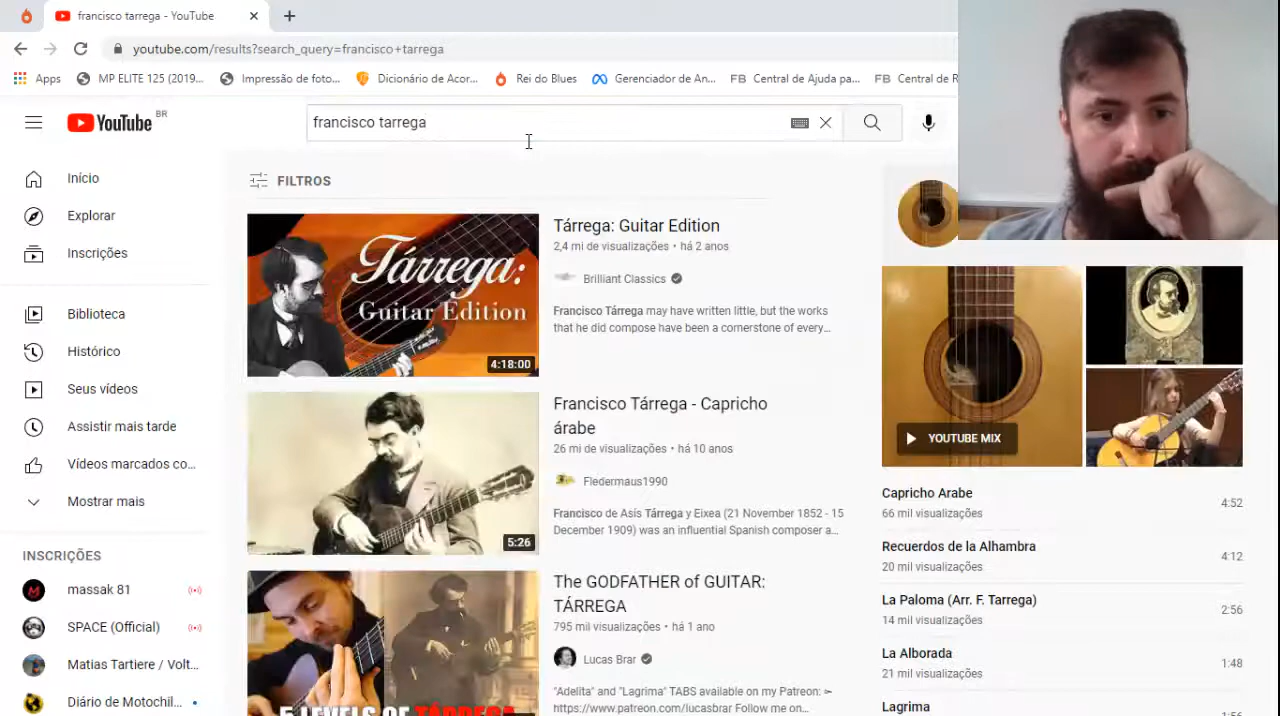 francisco tarrega - YouTube
youtube.com/results?search_query=francisco+tarrega
Apps
MP ELITE 125 (2019...
Impressão de foto...
Dicionário de Acor...
Rei do Blues
Gerenciador de An...
FB Central de Ajuda pa...
FB Central de R
YouTube BR
francisco tarrega
Início
Explorar
Inscrições
Biblioteca
Histórico
Seus vídeos
Assistir mais tarde
Vídeos marcados co...
Mostrar mais
INSCRIÇÕES
massak 81
SPACE (Official)
Matias Tartiere / Volt...
Diário de Motochil...
FILTROS
Tárrega:
Guitar Edition
4:18:00
Tárrega: Guitar Edition
2,4 mi de visualizações • há 2 anos
Brilliant Classics
Francisco Tárrega may have written little, but the works
that he did compose have been a cornerstone of every...
5:26
Francisco Tárrega - Capricho
árabe
26 mi de visualizações • há 10 anos
Fledermaus1990
Francisco de Asís Tárrega y Eixea (21 November 1852 - 15
December 1909) was an influential Spanish composer a...
5 LEVELS OF TÁRREGA
The GODFATHER of GUITAR:
TÁRREGA
795 mil visualizações • há 1 ano
Lucas Brar
"Adelita" and "Lagrima" TABS available on my Patreon: ➣
https://www.patreon.com/lucasbrar Follow me on...
YOUTUBE MIX
Capricho Arabe
66 mil visualizações
4:52
Recuerdos de la Alhambra
20 mil visualizações
4:12
La Paloma (Arr. F. Tarrega)
14 mil visualizações
2:56
La Alborada
21 mil visualizações
1:48
Lagrima
1:56